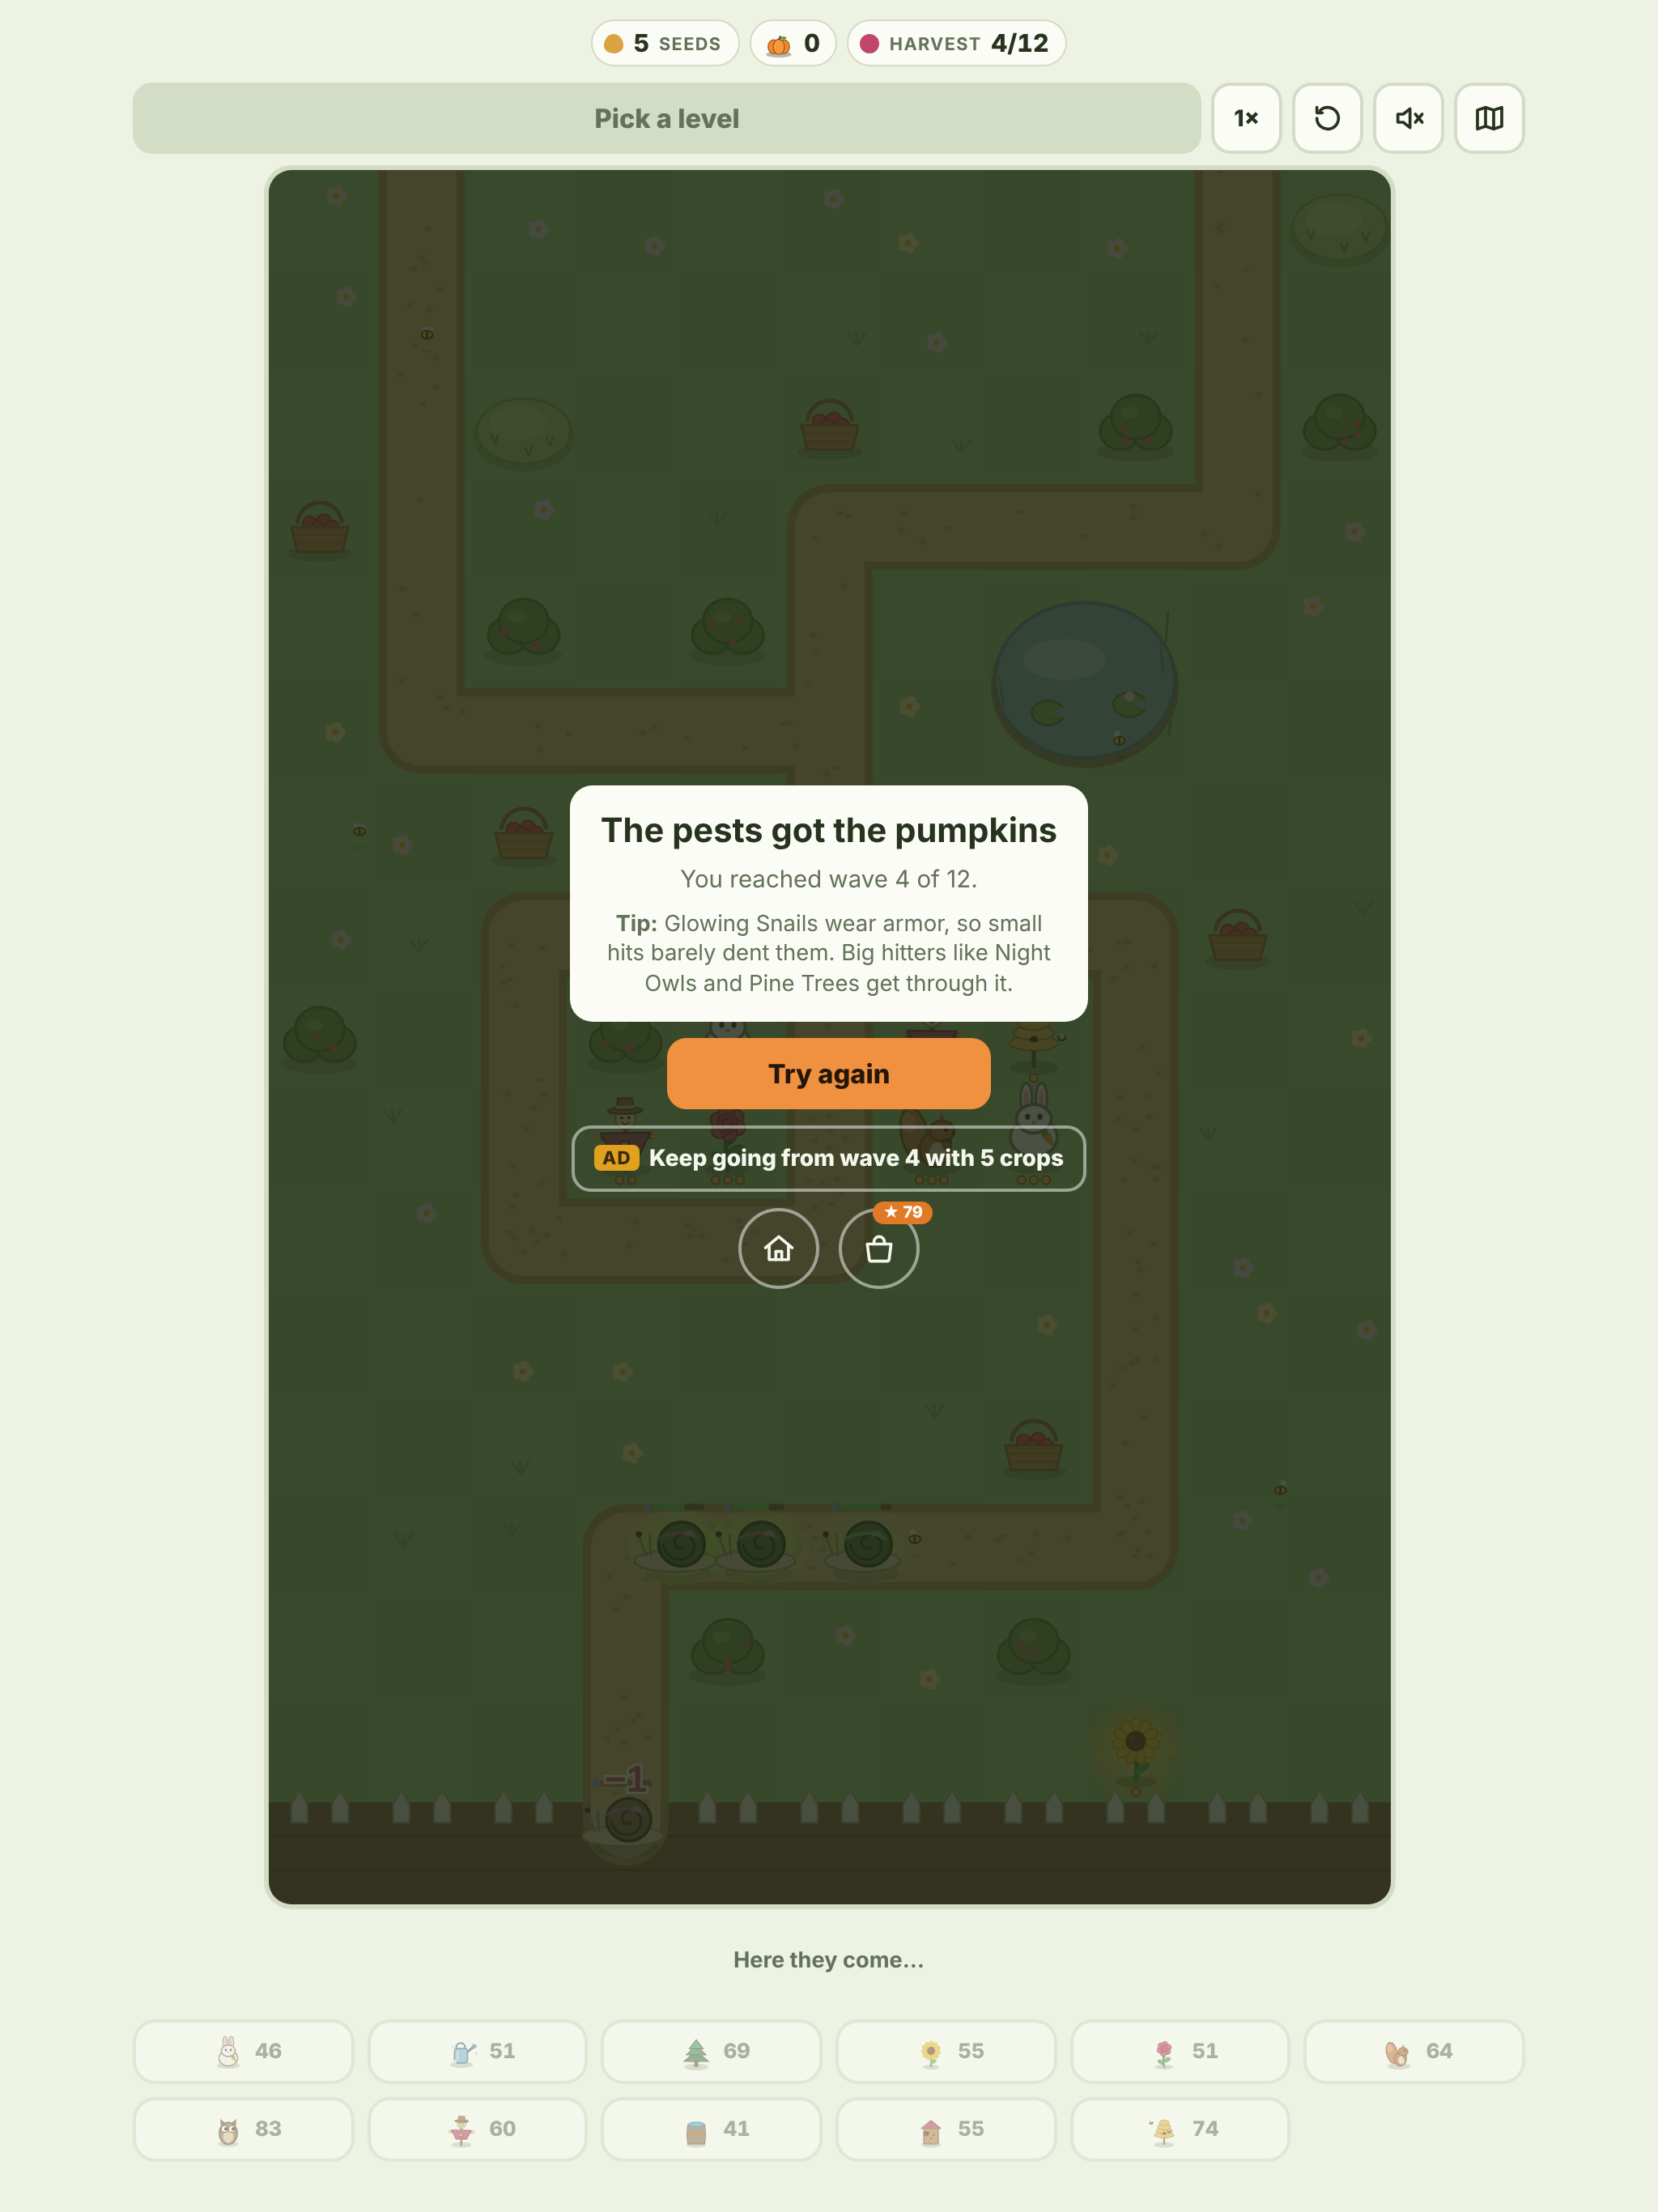 5 SEEDS 0 HARVEST 4/12
Pick a level 1×
The pests got the pumpkins
You reached wave 4 of 12.
Tip: Glowing Snails wear armor, so small
hits barely dent them. Big hitters like Night
Owls and Pine Trees get through it.
Try again
AD Keep going from wave 4 with 5 crops
★ 79
−1
Here they come...
46 51 69 55 51 64
83 60 41 55 74